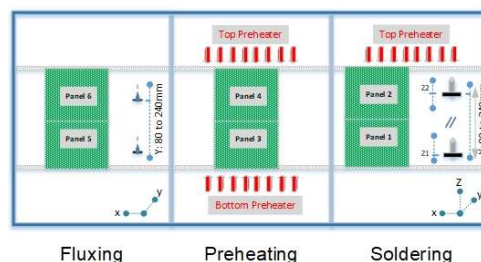 Top Preheater
Top Preheater
Panel 6
Panel 5
Y: 80 to 240mm
Panel 4
Panel 3
Panel 2
Panel 1
Z2
Z1
Bottom Preheater
x
y
x
y
Z
x
y
Fluxing
Preheating
Soldering